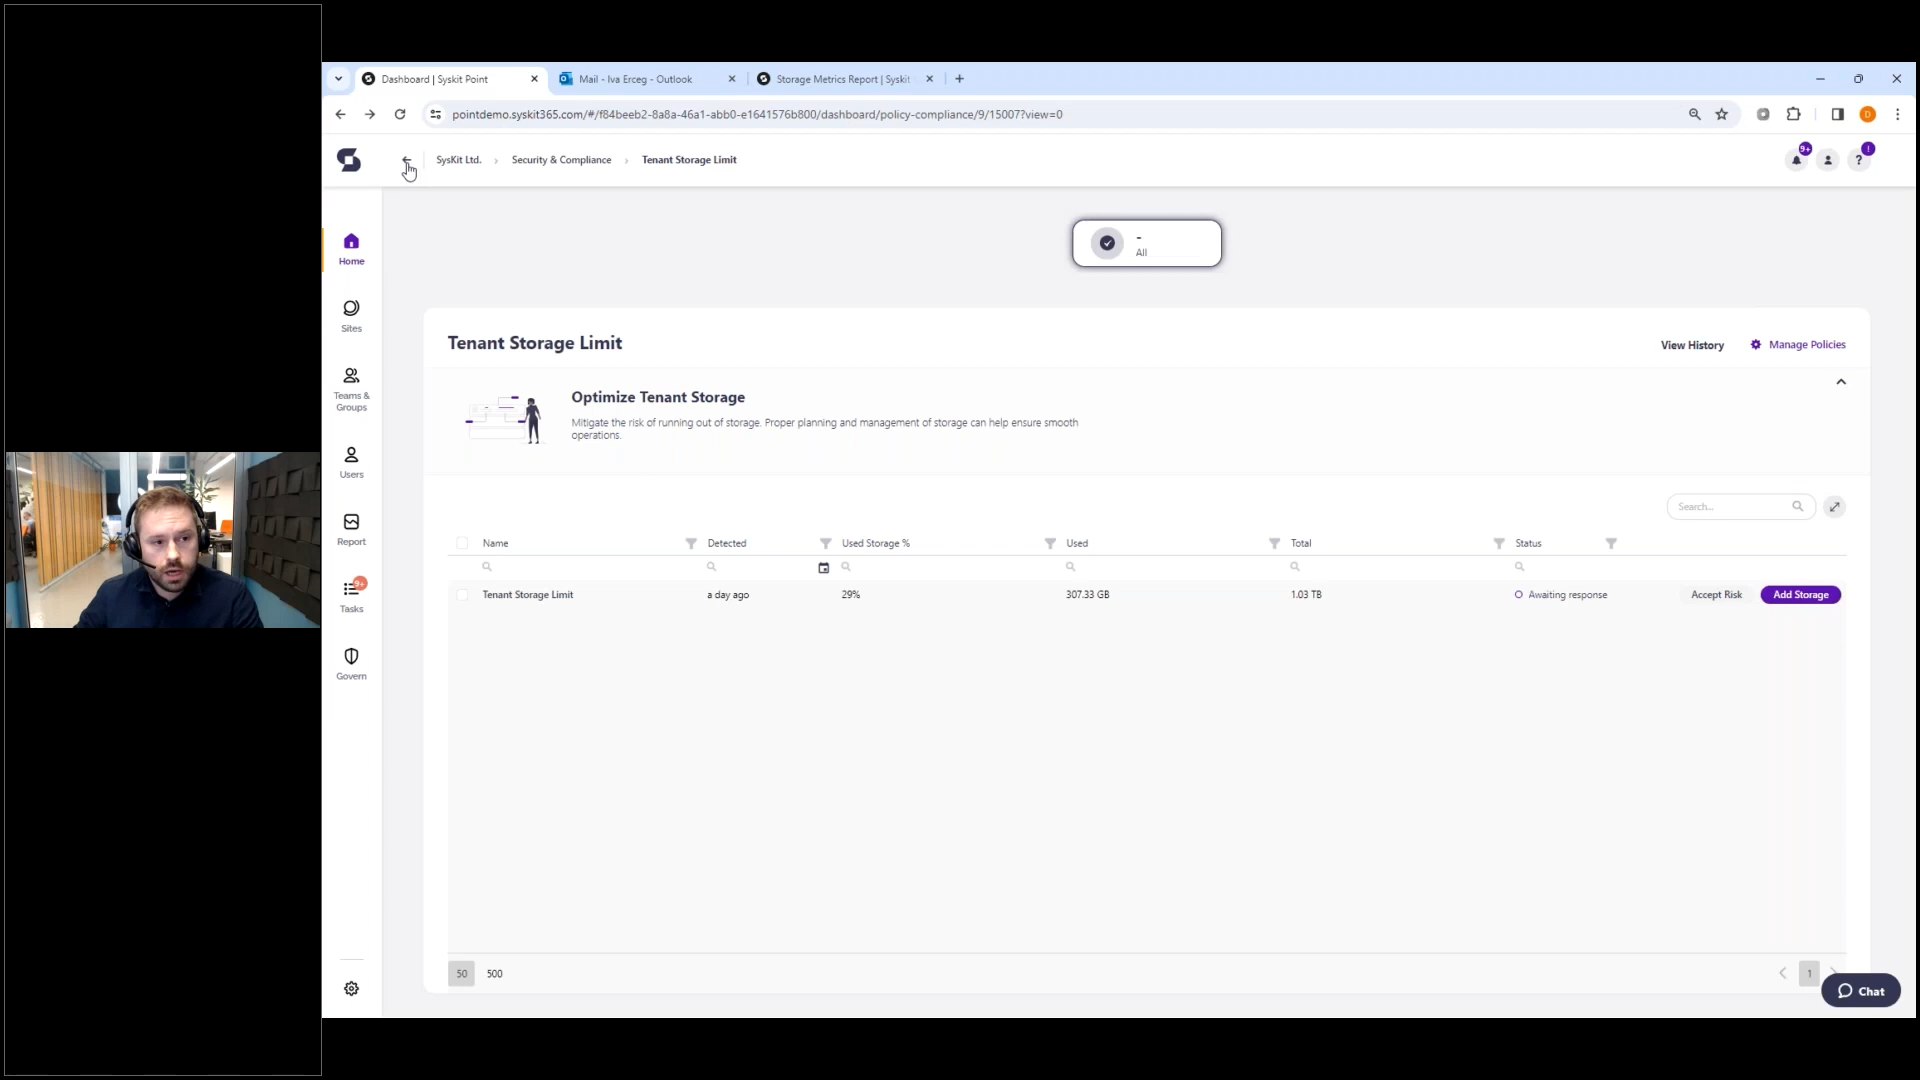 Dashboard | Syskit Point
Mail - Iva Erceg - Outlook
Storage Metrics Report | Syskit
pointdemo.syskit365.com/#/f84beeb2-8a8a-46a1-abb0-e1641576b800/dashboard/policy-compliance/9/15007?view=0
D
SysKit Ltd. > Security & Compliance > Tenant Storage Limit
9+
!
?
-
All
Home
Sites
Teams &
Groups
Users
Report
9+
Tasks
Govern
Tenant Storage Limit
View History
Manage Policies
Optimize Tenant Storage
Mitigate the risk of running out of storage. Proper planning and management of storage can help ensure smooth
operations.
Search...
Name Detected Used Storage % Used Total Status
Tenant Storage Limit a day ago 29% 307.33 GB 1.03 TB Awaiting response Accept Risk Add Storage
50 500
1
Chat